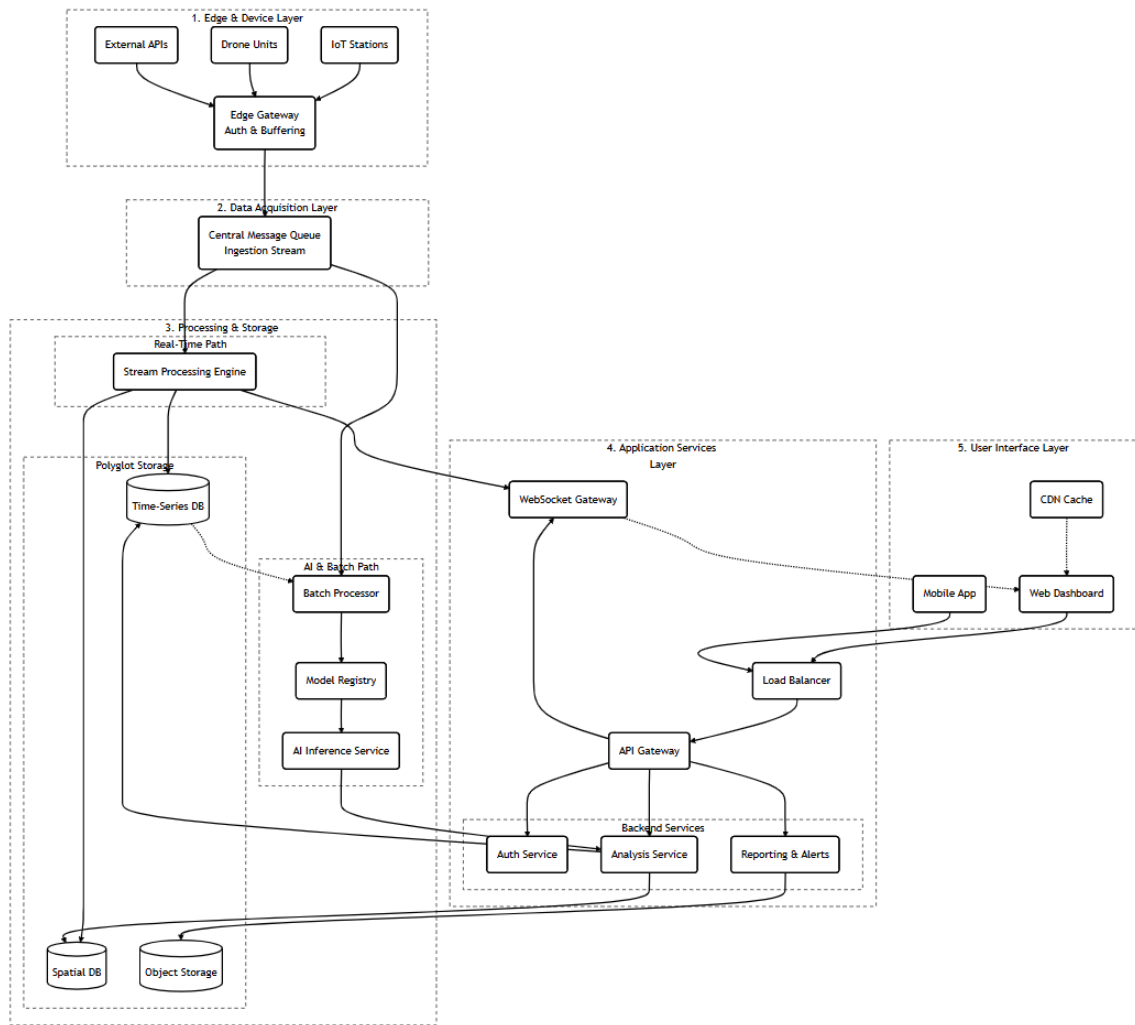 1. Edge & Device Layer
External APIs
Drone Units
IoT Stations
Edge Gateway
Auth & Buffering
2. Data Acquisition Layer
Central Message Queue
Ingestion Stream
3. Processing & Storage
Real-Time Path
Stream Processing Engine
Polyglot Storage
Time-Series DB
AI & Batch Path
Batch Processor
Model Registry
AI Inference Service
Spatial DB
Object Storage
4. Application Services
Layer
WebSocket Gateway
Load Balancer
API Gateway
Backend Services
Auth Service
Analysis Service
Reporting & Alerts
5. User Interface Layer
CDN Cache
Mobile App
Web Dashboard